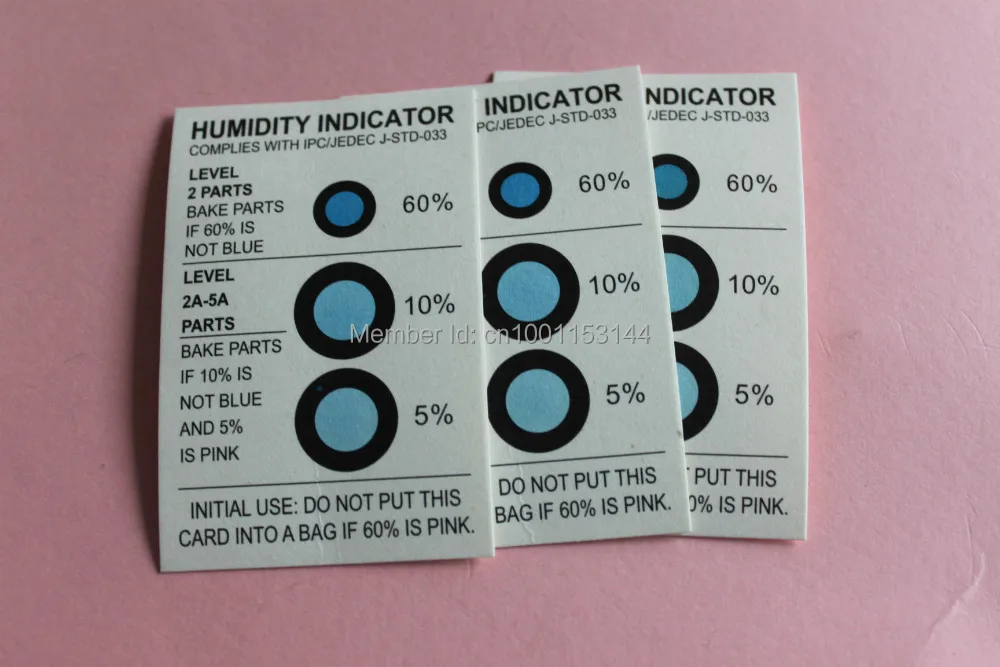 HUMIDITY INDICATOR
COMPLIES WITH IPC/JEDEC J-STD-033
LEVEL
2 PARTS
BAKE PARTS
IF 60% IS
NOT BLUE
60%
LEVEL
2A-5A
PARTS
10%
BAKE PARTS
IF 10% IS
NOT BLUE
AND 5%
IS PINK
5%
INITIAL USE: DO NOT PUT THIS
CARD INTO A BAG IF 60% IS PINK.
INDICATOR
PC/JEDEC J-STD-033
60%
10%
5%
DO NOT PUT THIS
BAG IF 60% IS PINK.
NDICATOR
/JEDEC J-STD-033
60%
10%
5%
PUT THIS
0% IS PINK.
Member Id: cn1001153144